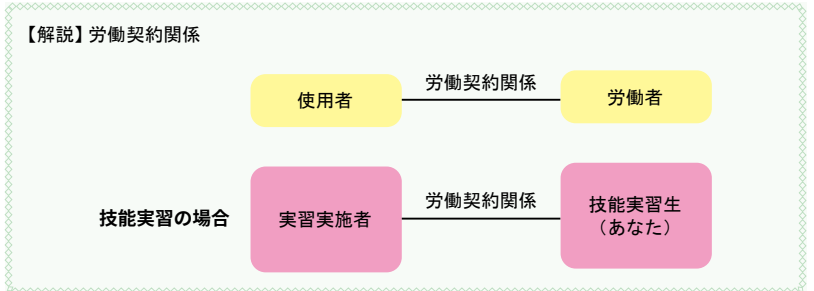 【解説】労働契約関係
使用者
労働契約関係
労働者
技能実習の場合
実習実施者
労働契約関係
技能実習生
（あなた）